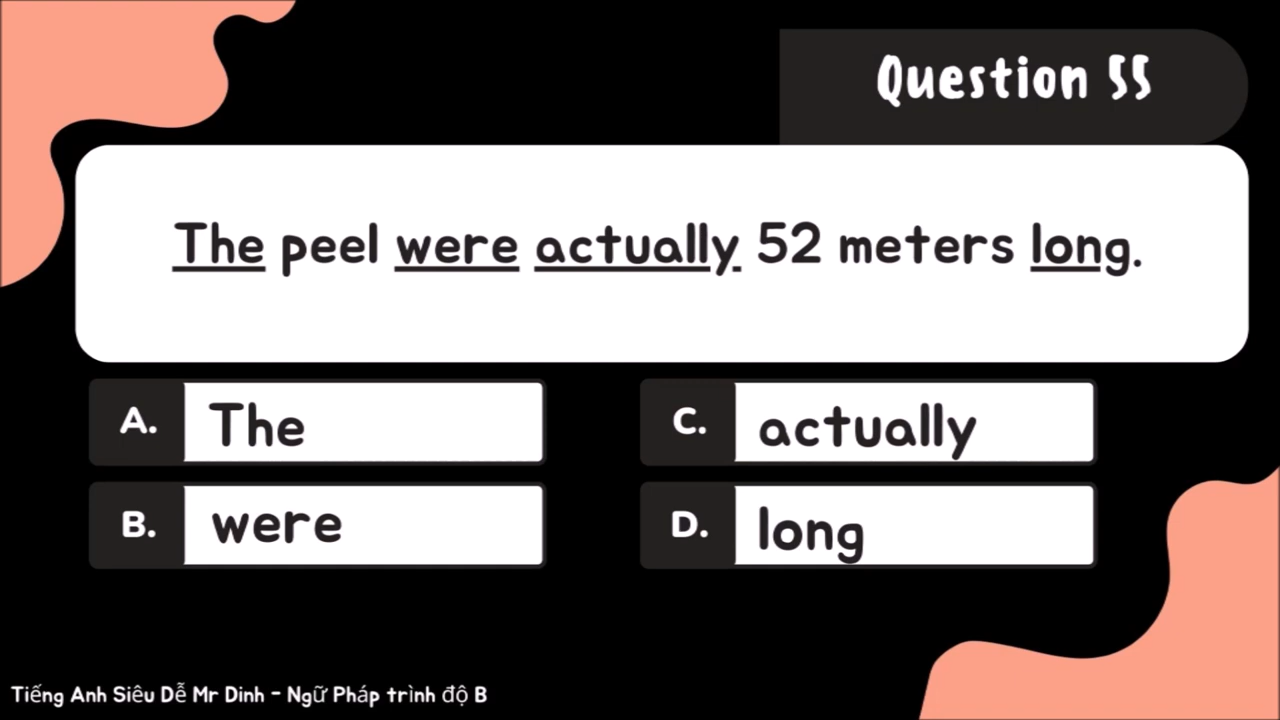 Question 55
The peel were actually 52 meters long.
A. The
B. were
C. actually
D. long
Tiếng Anh Siêu Dễ Mr Dinh - Ngữ Pháp trình độ B